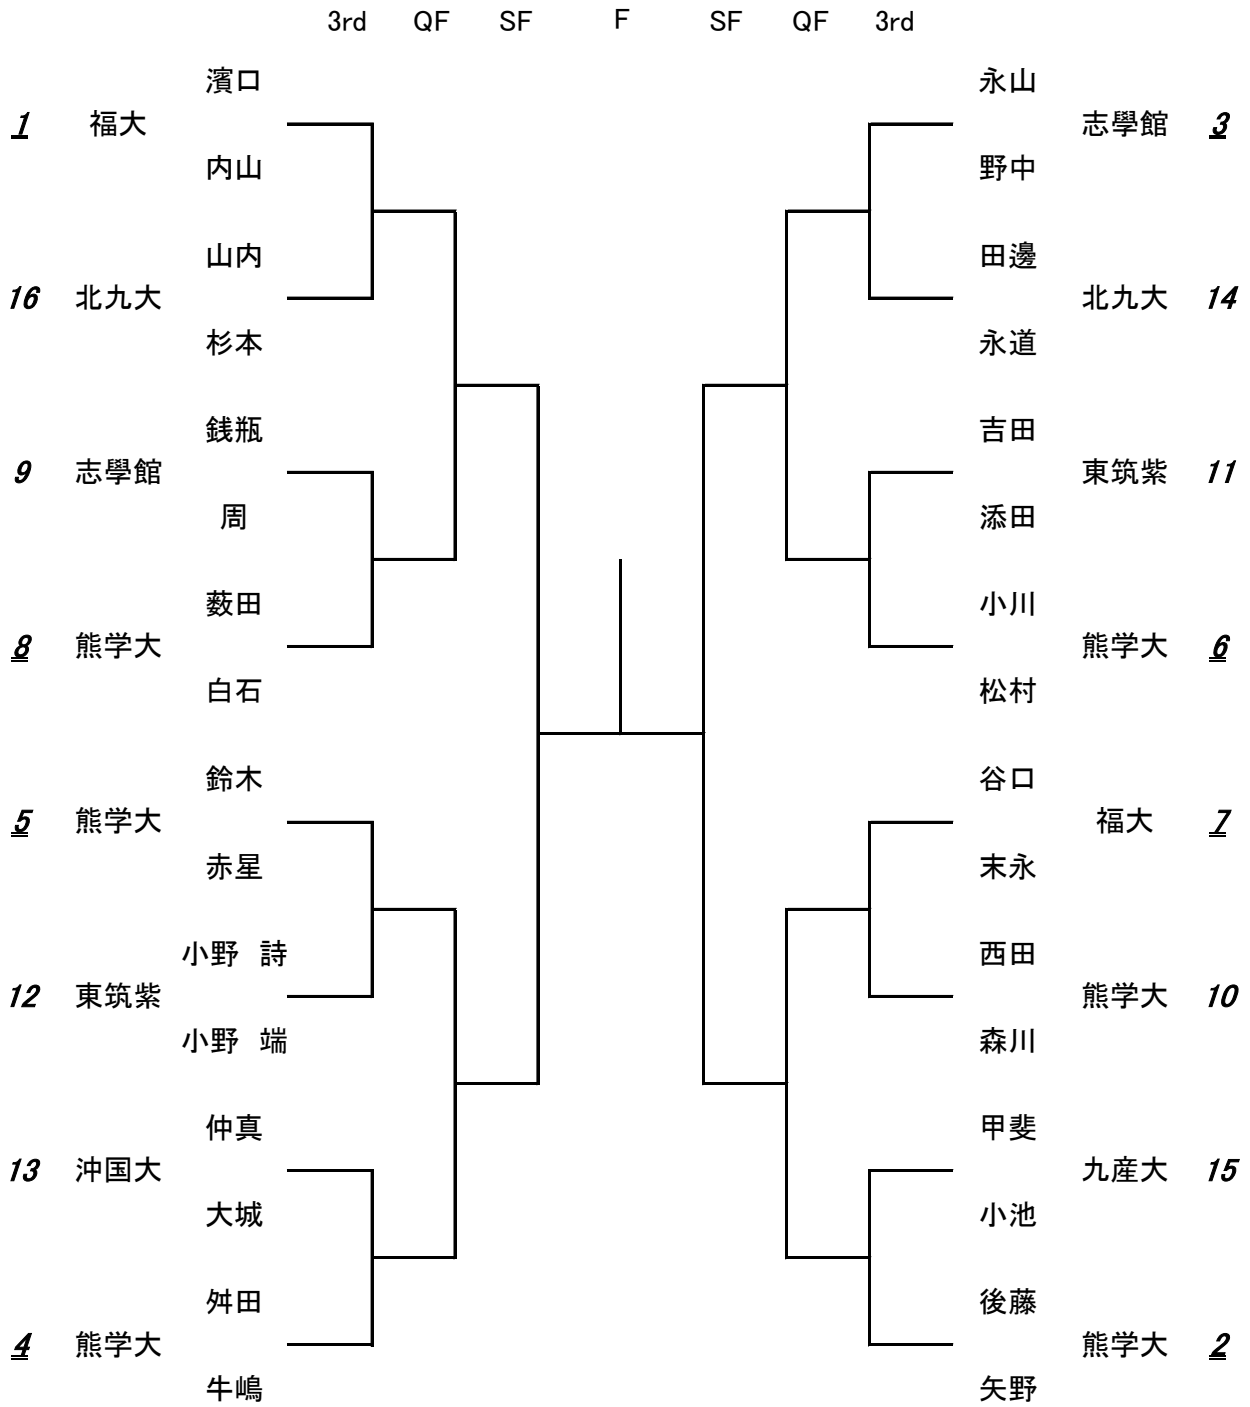 3rd QF SF F SF QF 3rd
濱口 永山
1 福大 志學館 3
内山 野中
山内 田邊
16 北九大 北九大 14
杉本 永道
銭瓶 吉田
9 志學館 東筑紫 11
周 添田
薮田 小川
8 熊学大 熊学大 6
白石 松村
鈴木 谷口
5 熊学大 福大 7
赤星 末永
小野 詩 西田
12 東筑紫 熊学大 10
小野 端 森川
仲真 甲斐
13 沖国大 九産大 15
大城 小池
舛田 後藤
4 熊学大 熊学大 2
牛嶋 矢野